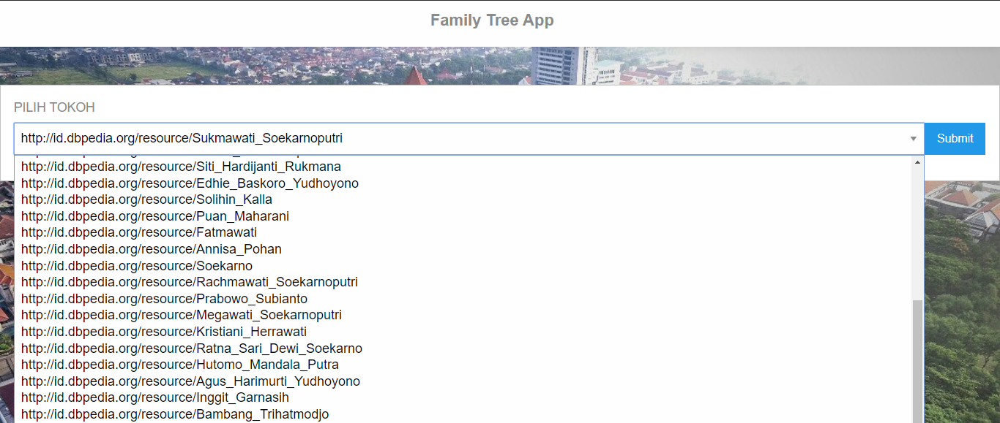 Family Tree App
PILIH TOKOH
http://id.dbpedia.org/resource/Sukmawati_Soekarnoputri
Submit
http://id.dbpedia.org/resource/Siti_Hardijanti_Rukmana
http://id.dbpedia.org/resource/Edhie_Baskoro_Yudhoyono
http://id.dbpedia.org/resource/Solihin_Kalla
http://id.dbpedia.org/resource/Puan_Maharani
http://id.dbpedia.org/resource/Fatmawati
http://id.dbpedia.org/resource/Annisa_Pohan
http://id.dbpedia.org/resource/Soekarno
http://id.dbpedia.org/resource/Rachmawati_Soekarnoputri
http://id.dbpedia.org/resource/Prabowo_Subianto
http://id.dbpedia.org/resource/Megawati_Soekarnoputri
http://id.dbpedia.org/resource/Kristiani_Herrawati
http://id.dbpedia.org/resource/Ratna_Sari_Dewi_Soekarno
http://id.dbpedia.org/resource/Hutomo_Mandala_Putra
http://id.dbpedia.org/resource/Agus_Harimurti_Yudhoyono
http://id.dbpedia.org/resource/Inggit_Garnasih
http://id.dbpedia.org/resource/Bambang_Trihatmodjo